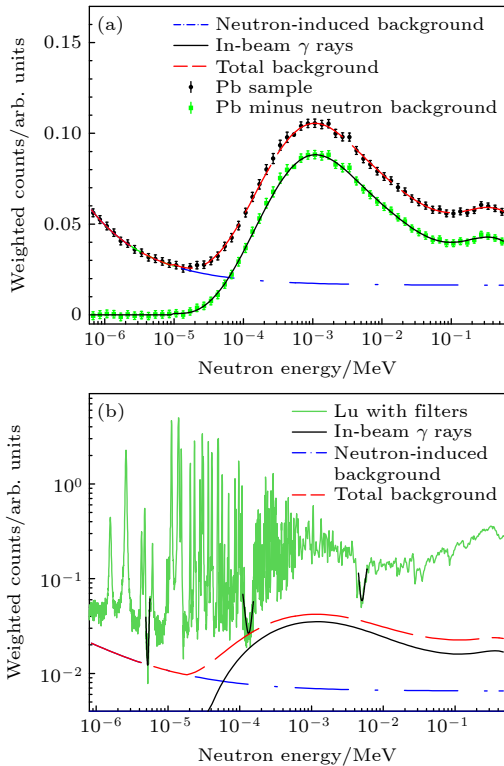 (a)
Neutron-induced background
In-beam γ rays
Total background
Pb sample
Pb minus neutron background
Weighted counts/arb. units
0.15
0.10
0.05
0
10⁻⁶ 10⁻⁵ 10⁻⁴ 10⁻³ 10⁻² 10⁻¹
Neutron energy/MeV
(b)
Lu with filters
In-beam γ rays
Neutron-induced
background
Total background
Weighted counts/arb. units
10⁰
10⁻¹
10⁻²
10⁻⁶ 10⁻⁵ 10⁻⁴ 10⁻³ 10⁻² 10⁻¹
Neutron energy/MeV